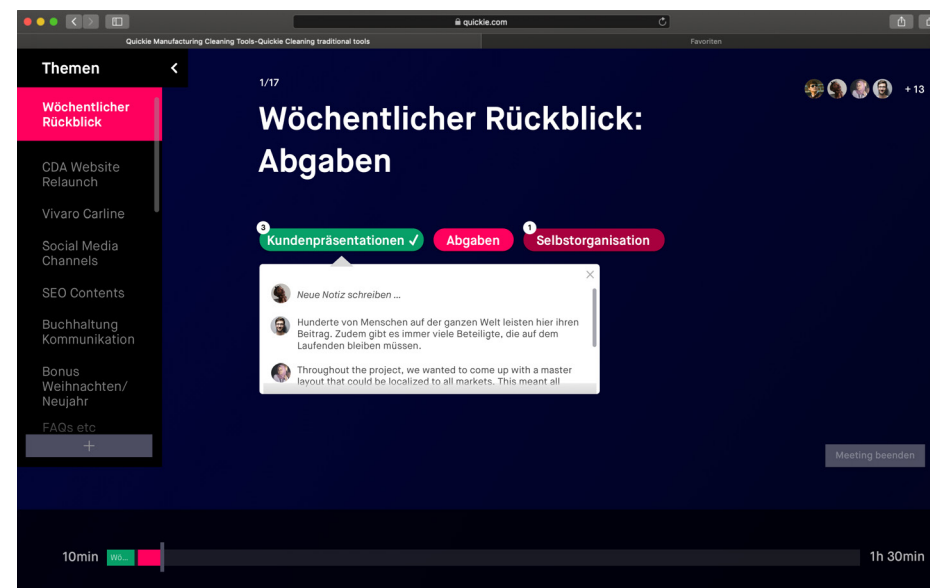 quickie.com
Quickie Manufacturing Cleaning Tools-Quickie Cleaning traditional tools
Favoriten
Themen
Wöchentlicher
Rückblick
CDA Website
Relaunch
Vivaro Carline
Social Media
Channels
SEO Contents
Buchhaltung
Kommunikation
Bonus
Weihnachten/
Neujahr
FAQs etc
+
1/17
+ 13
Wöchentlicher Rückblick:
Abgaben
3
Kundenpräsentationen ✓
Abgaben
1
Selbstorganisation
Neue Notiz schreiben ...
Hunderte von Menschen auf der ganzen Welt leisten hier ihren
Beitrag. Zudem gibt es immer viele Beteiligte, die auf dem
Laufenden bleiben müssen.
Throughout the project, we wanted to come up with a master
layout that could be localized to all markets. This meant all
Meeting beenden
10min
Wö...
1h 30min